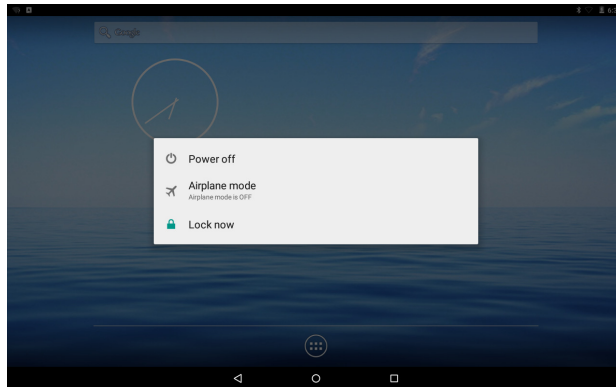 Google
Power off
Airplane mode
Airplane mode is OFF
Lock now